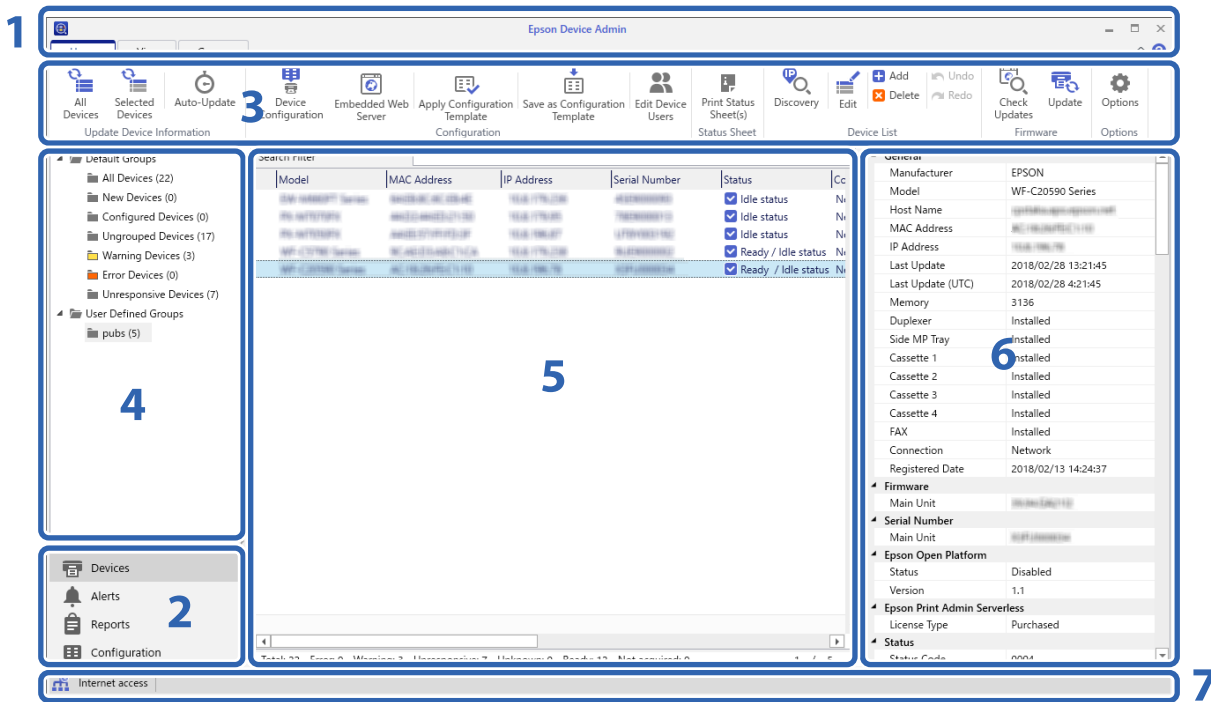 1
Epson Device Admin
3
All Devices
Selected Devices
Auto-Update
Update Device Information
Device Configuration
Embedded Web Server
Apply Configuration Template
Save as Configuration Template
Edit Device Users
Configuration
Print Status Sheet(s)
Status Sheet
Discovery
Edit
Add
Delete
Undo
Redo
Device List
Check Updates
Update
Firmware
Options
Options
Default Groups
All Devices (22)
New Devices (0)
Configured Devices (0)
Ungrouped Devices (17)
Warning Devices (3)
Error Devices (0)
Unresponsive Devices (7)
User Defined Groups
pubs (5)
4
Devices
Alerts
Reports
Configuration
2
Search Filter
Model MAC Address IP Address Serial Number Status
Idle status
Idle status
Idle status
Ready / Idle status
Ready / Idle status
5
General
Manufacturer EPSON
Model WF-C20590 Series
Host Name
MAC Address
IP Address
Last Update 2018/02/28 13:21:45
Last Update (UTC) 2018/02/28 4:21:45
Memory 3136
Duplexer Installed
Side MP Tray Installed
Cassette 1 Installed
Cassette 2 Installed
Cassette 3 Installed
Cassette 4 Installed
FAX Installed
Connection Network
Registered Date 2018/02/13 14:24:37
Firmware
Main Unit
Serial Number
Main Unit
Epson Open Platform
Status Disabled
Version 1.1
Epson Print Admin Serverless
License Type Purchased
Status
Status Code 0004
6
Internet access
7